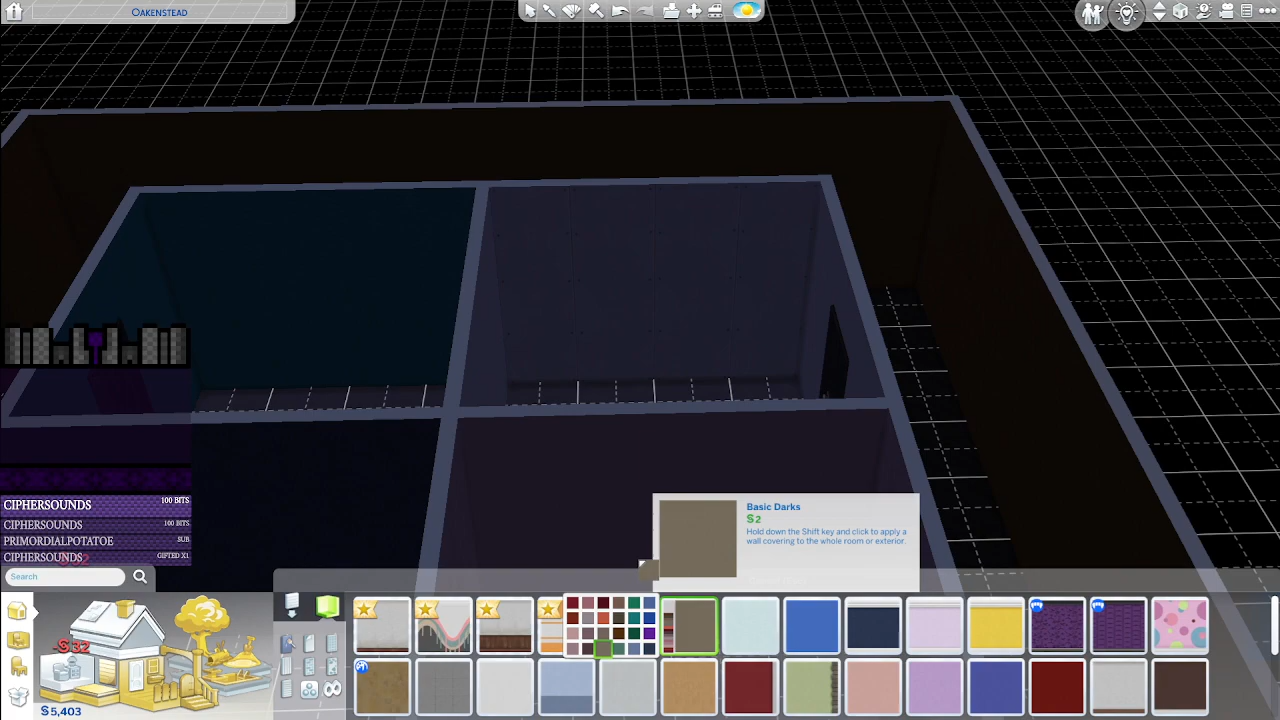 Oakenstead
Basic Darks
§2
Hold down the Shift key and click to apply a
wall covering to the whole room or exterior.
CIPHERSOUNDS 100 BITS
CIPHERSOUNDS 100 BITS
PRIMORDIALPOTATOE SUB
CIPHERSOUNDS GIFTED X1
Search
-§32
§5,403